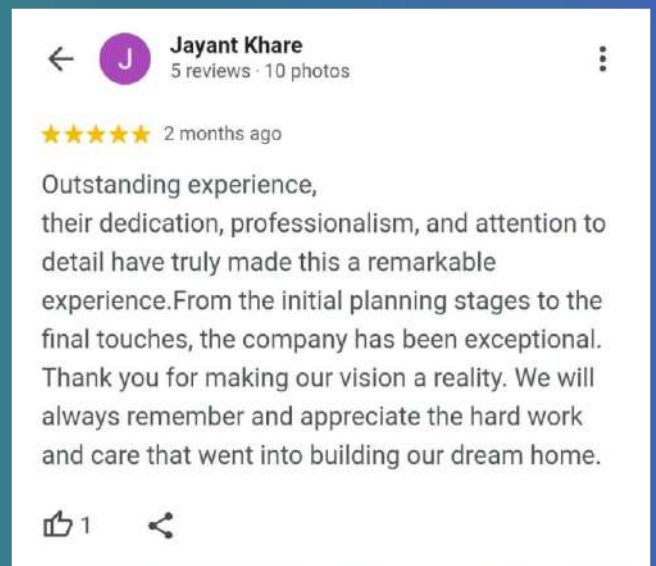 J
Jayant Khare
5 reviews · 10 photos
2 months ago
Outstanding experience,
their dedication, professionalism, and attention to
detail have truly made this a remarkable
experience.From the initial planning stages to the
final touches, the company has been exceptional.
Thank you for making our vision a reality. We will
always remember and appreciate the hard work
and care that went into building our dream home.
1